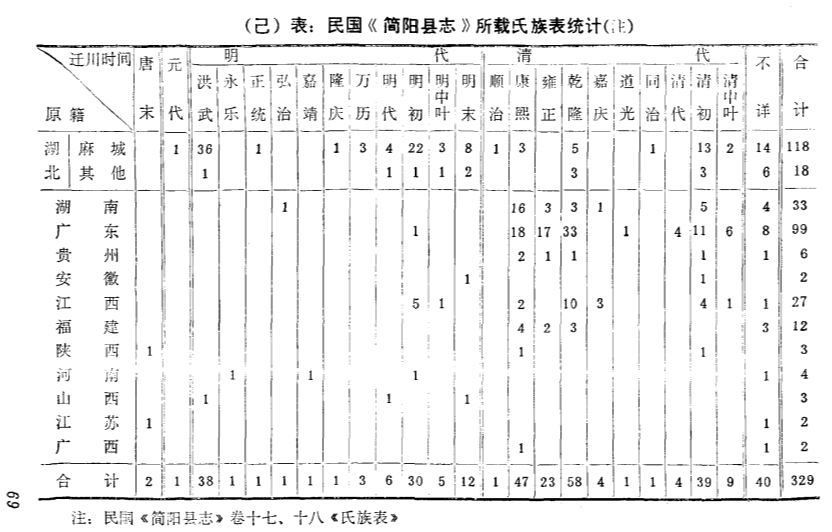 (己) 表：民国《简阳县志》所载氏族表统计(注)
迁川时间 唐 元 明 代 清 代 不 合
原籍 末 代 洪武 永乐 正统 弘治 嘉靖 隆庆 万历 明代 明初 明中叶 明末 顺治 康熙 雍正 乾隆 嘉庆 道光 同治 清代 清初 清中叶 详 计
湖北 麻城 1 36 1 1 3 4 22 3 8 1 3 5 1 13 2 14 118
其他 1 1 1 1 2 3 3 6 18
湖南 1 16 3 3 1 5 4 33
广东 1 18 17 33 1 4 11 6 8 99
贵州 2 1 1 1 1 6
安徽 1 1 2
江西 5 1 2 10 3 4 1 1 27
福建 4 2 3 3 12
陕西 1 1 1 3
河南 1 1 1 1 4
山西 1 1 1 3
江苏 1 1 2
广西 1 1 2
合计 2 1 38 1 1 1 1 1 3 6 30 5 12 1 47 23 58 4 1 1 4 39 9 40 329
69
注：民国《简阳县志》卷十七、十八《氏族表》